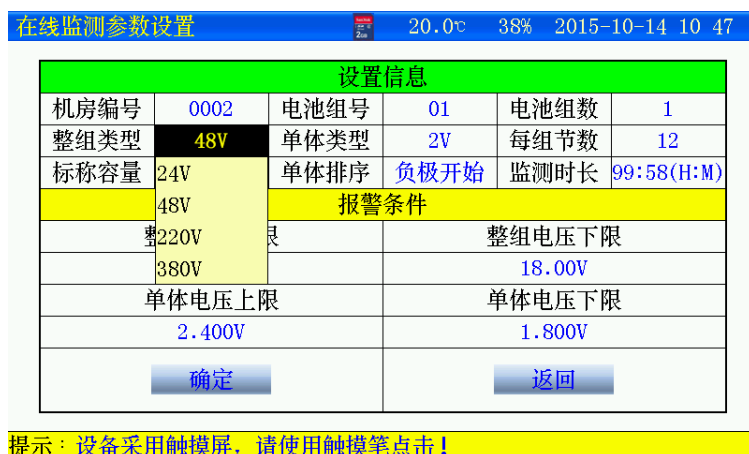 在线监测参数设置 20.0℃ 38% 2015-10-14 10 47
设置信息
机房编号 0002 电池组号 01 电池组数 1
整组类型 48V 单体类型 2V 每组节数 12
标称容量 24V 单体排序 负极开始 监测时长 99:58(H:M)
48V 报警条件
220V 整组电压下限
380V 18.00V
单体电压上限 单体电压下限
2.400V 1.800V
确定 返回
提示:设备采用触摸屏，请使用触摸笔点击!